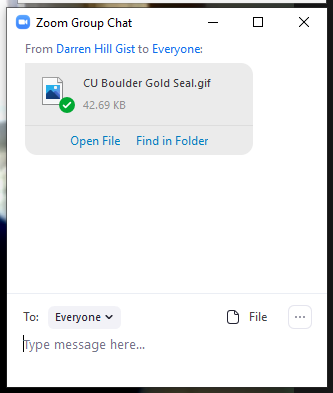 Zoom Group Chat
From Darren Hill Gist to Everyone:
CU Boulder Gold Seal.gif
42.69 KB
Open File Find in Folder
To: Everyone File
Type message here...